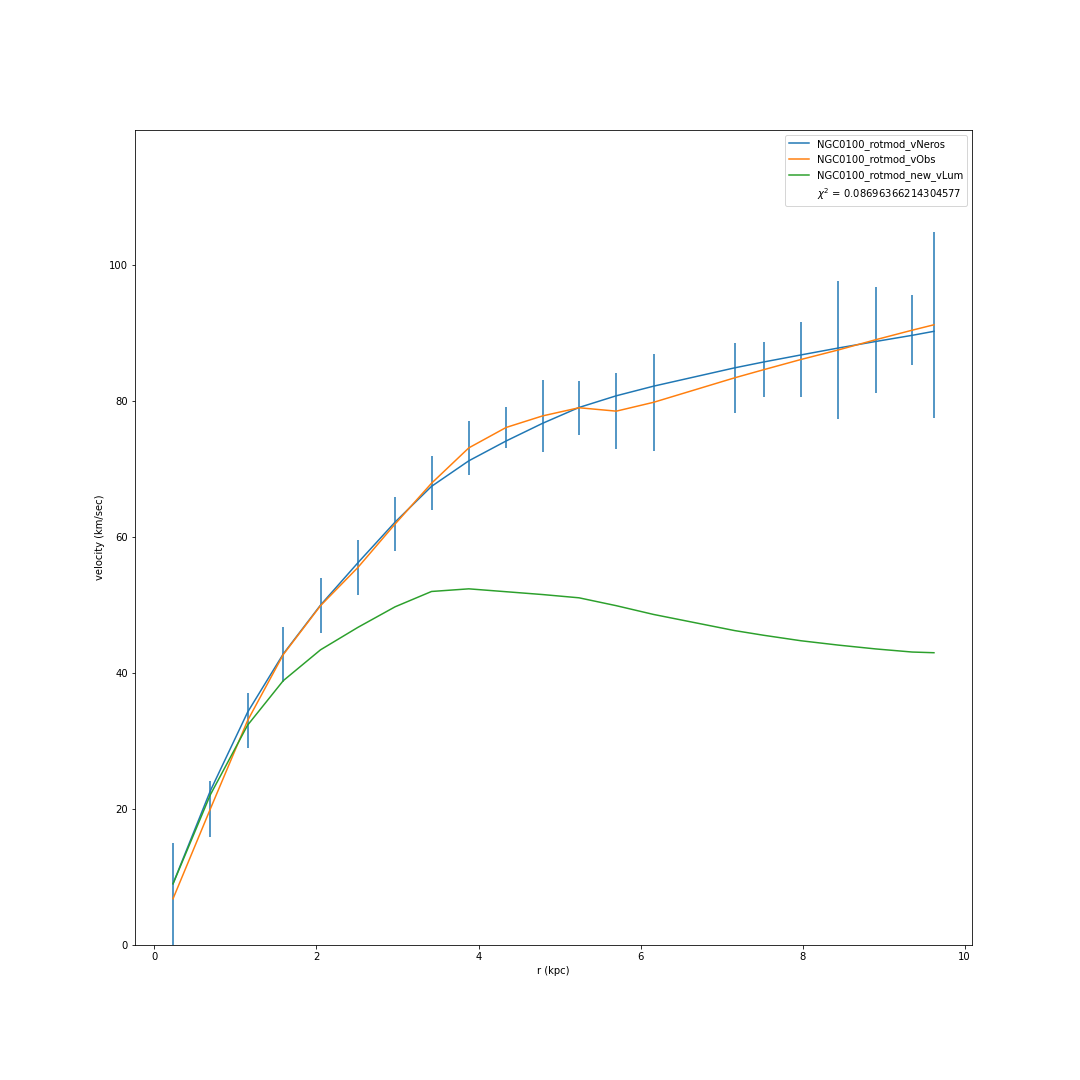 NGC0100_rotmod_vNeros
NGC0100_rotmod_vObs
NGC0100_rotmod_new_vLum
χ² = 0.08696366214304577
100
80
60
40
20
0
velocity (km/sec)
0 2 4 6 8 10
r (kpc)